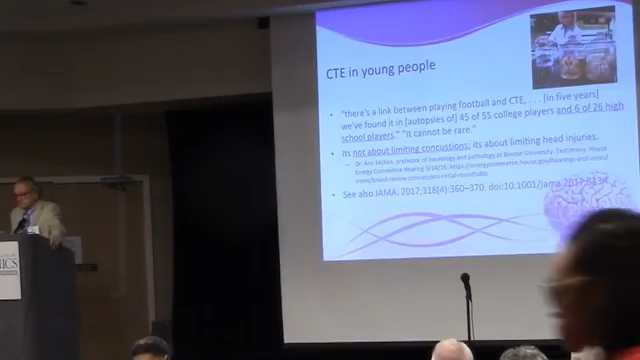 CTE in young people
• "there's a link between playing football and CTE, . . . [in five years]
we've found it in [autopsies of] 45 of 55 college players and 6 of 26 high
school players." "It cannot be rare."
• Its not about limiting concussions; its about limiting head injuries.
– Dr. Ann McKee, professor of neurology and pathology at Boston University. Testimony. House
Energy Committee Hearing 5/14/16;
• See also JAMA. 2017;318(4):360–370. doi:10.1001/jama.2017.8334